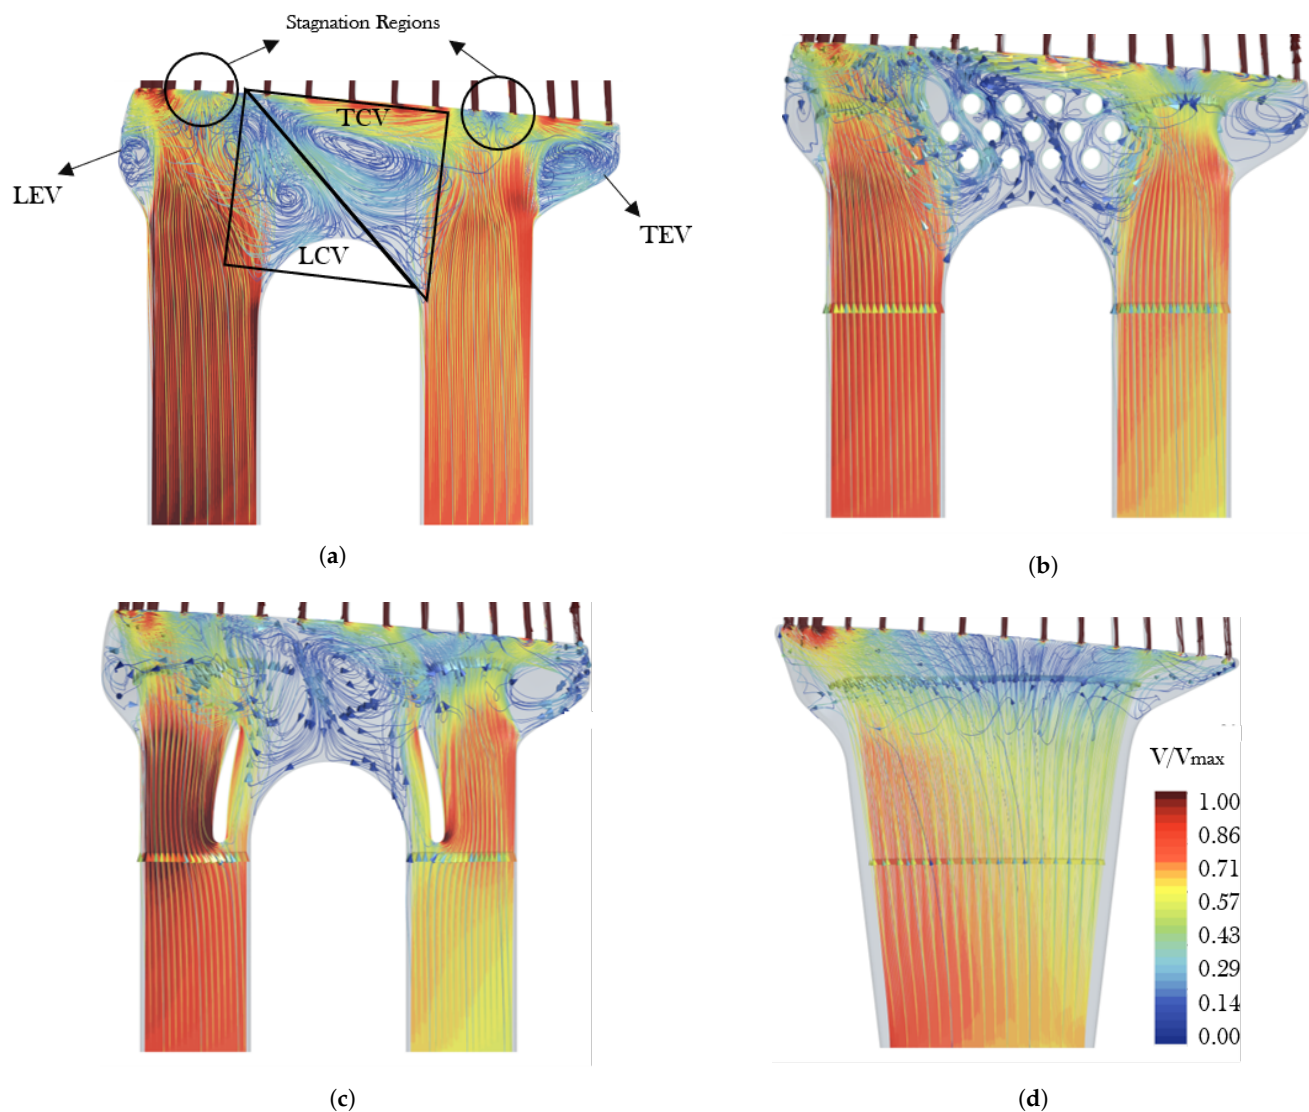 Stagnation Regions
TCV
LEV
TEV
LCV
(a)
(b)
V/Vmax
1.00
0.86
0.71
0.57
0.43
0.29
0.14
0.00
(c)
(d)